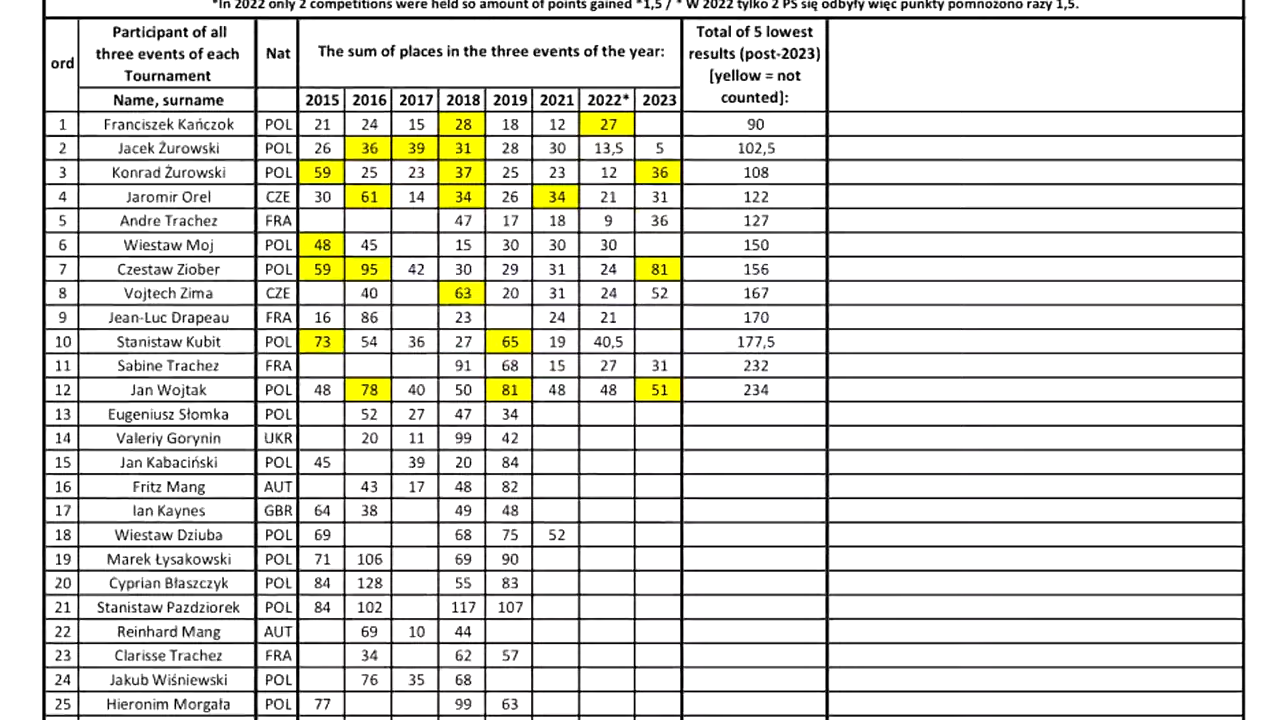 *In 2022 only 2 competitions were held so amount of points gained *1,5 / * W 2022 tylko 2 PS się odbyły więc punkty pomnożono razy 1,5.
ord Participant of all three events of each Tournament Nat The sum of places in the three events of the year: Total of 5 lowest results (post-2023) [yellow = not counted]:
Name, surname 2015 2016 2017 2018 2019 2021 2022* 2023
1 Franciszek Kańczok POL 21 24 15 28 18 12 27 90
2 Jacek Żurowski POL 26 36 39 31 28 30 13,5 5 102,5
3 Konrad Żurowski POL 59 25 23 37 25 23 12 36 108
4 Jaromir Orel CZE 30 61 14 34 26 34 21 31 122
5 Andre Trachez FRA 47 17 18 9 36 127
6 Wiesław Moj POL 48 45 15 30 30 30 150
7 Czesław Ziober POL 59 95 42 30 29 31 24 81 156
8 Vojtech Zima CZE 40 63 20 31 24 52 167
9 Jean-Luc Drapeau FRA 16 86 23 24 21 170
10 Stanisław Kubit POL 73 54 36 27 65 19 40,5 177,5
11 Sabine Trachez FRA 91 68 15 27 31 232
12 Jan Wojtak POL 48 78 40 50 81 48 48 51 234
13 Eugeniusz Słomka POL 52 27 47 34
14 Valeriy Gorynin UKR 20 11 99 42
15 Jan Kabaciński POL 45 39 20 84
16 Fritz Mang AUT 43 17 48 82
17 Ian Kaynes GBR 64 38 49 48
18 Wiesław Dziuba POL 69 68 75 52
19 Marek Łysakowski POL 71 106 69 90
20 Cyprian Błaszczyk POL 84 128 55 83
21 Stanisław Pazdziorek POL 84 102 117 107
22 Reinhard Mang AUT 69 10 44
23 Clarisse Trachez FRA 34 62 57
24 Jakub Wiśniewski POL 76 35 68
25 Hieronim Morgała POL 77 99 63